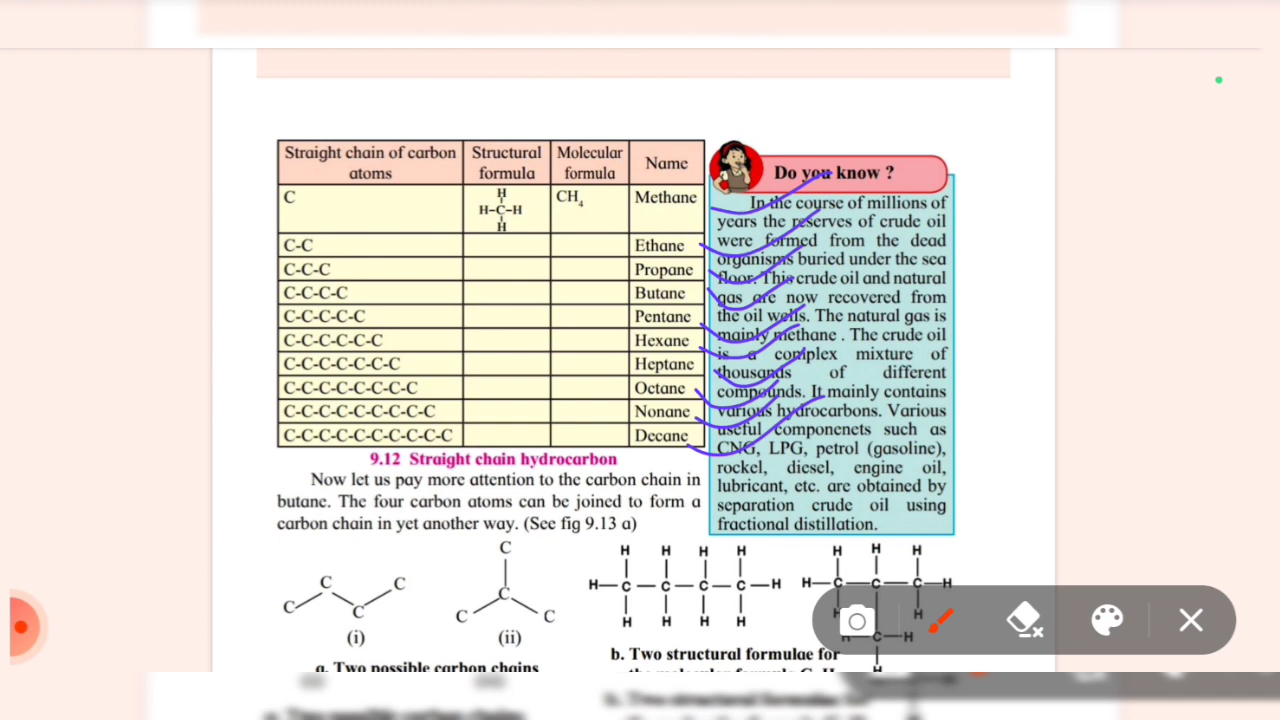 Straight chain of carbon atoms Structural formula Molecular formula Name
C H H-C-H H CH4 Methane
C-C Ethane
C-C-C Propane
C-C-C-C Butane
C-C-C-C-C Pentane
C-C-C-C-C-C Hexane
C-C-C-C-C-C-C Heptane
C-C-C-C-C-C-C-C Octane
C-C-C-C-C-C-C-C-C Nonane
C-C-C-C-C-C-C-C-C-C Decane
9.12 Straight chain hydrocarbon
Now let us pay more attention to the carbon chain in
butane. The four carbon atoms can be joined to form a
carbon chain in yet another way. (See fig 9.13 a)
Do you know ?
In the course of millions of
years the reserves of crude oil
were formed from the dead
organisms buried under the sea
floor. This crude oil and natural
gas are now recovered from
the oil wells. The natural gas is
mainly methane . The crude oil
is a complex mixture of
thousands of different
compounds. It mainly contains
various hydrocarbons. Various
useful componenets such as
CNG, LPG, petrol (gasoline),
rockel, diesel, engine oil,
lubricant, etc. are obtained by
separation crude oil using
fractional distillation.
C C C C
(i)
C C C C
(ii)
H H H H
H-C-C-C-C-H
H H H H
H H H
H-C-C-C-H
H H
C-H
H
a. Two possible carbon chains
b. Two structural formulae for